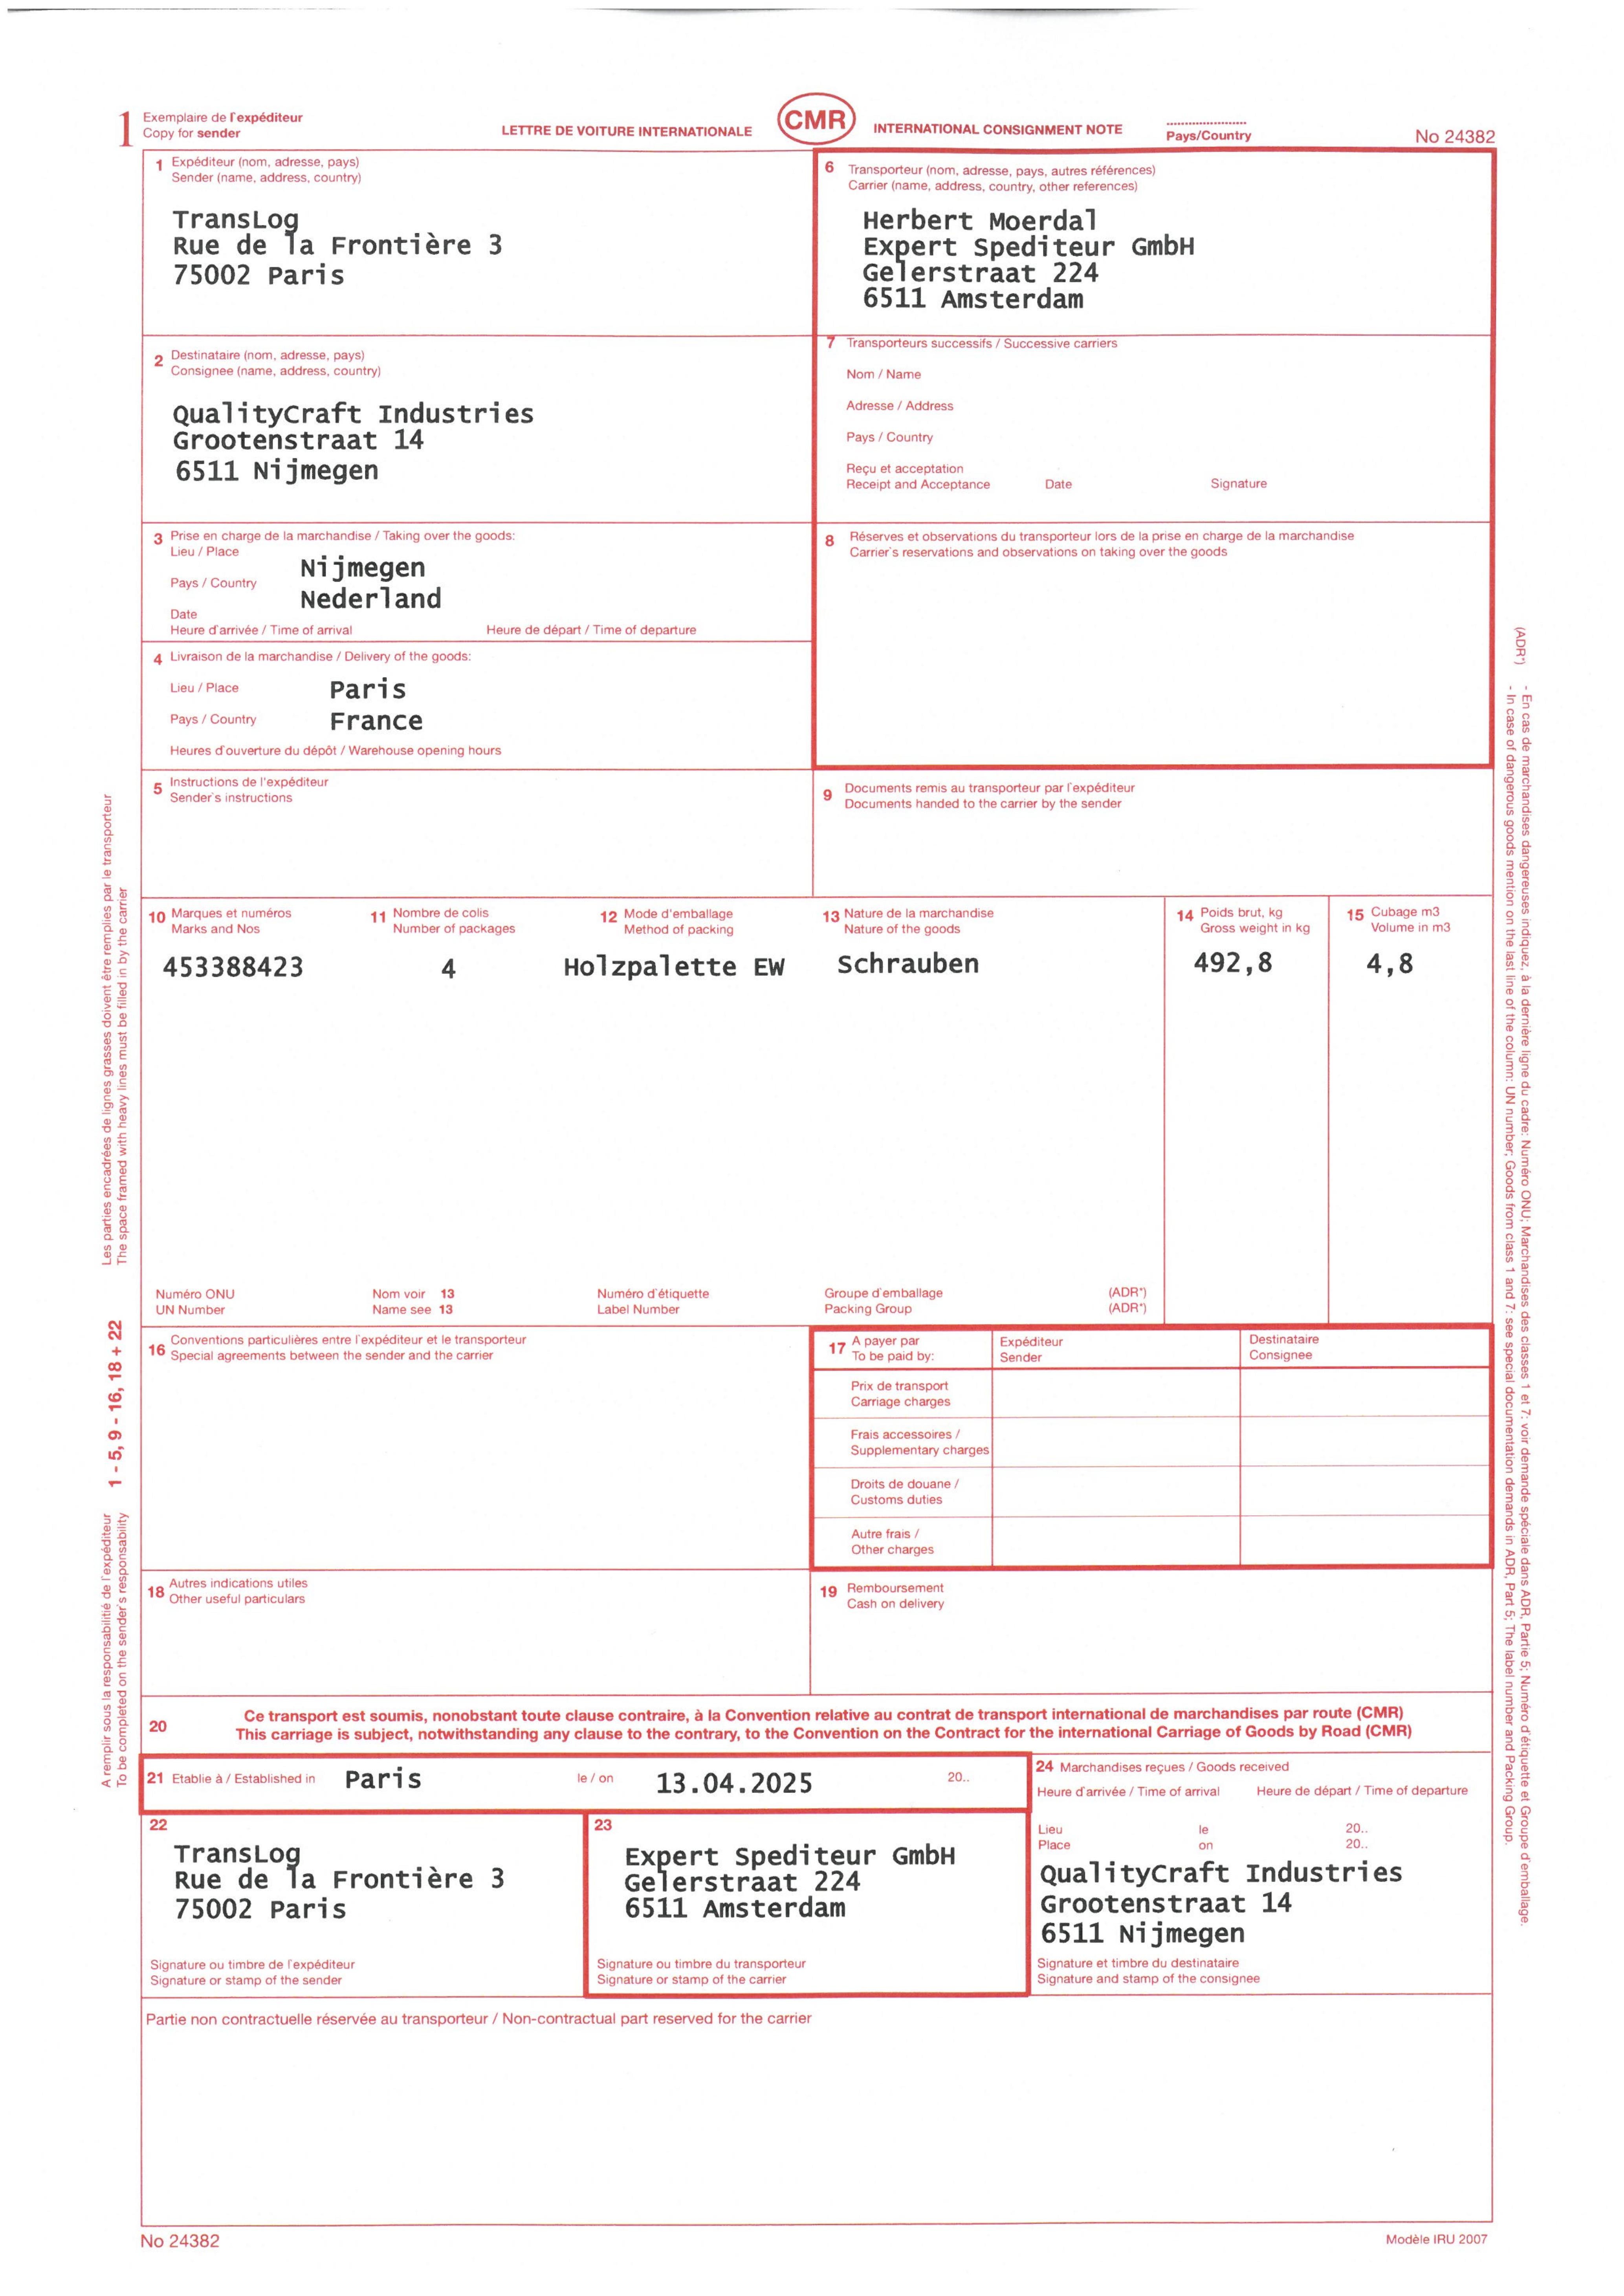 1
Exemplaire de l'expéditeur
Copy for sender
LETTRE DE VOITURE INTERNATIONALE
CMR
INTERNATIONAL CONSIGNMENT NOTE
Pays/Country
No 24382
1 Expéditeur (nom, adresse, pays)
Sender (name, address, country)
TransLog
Rue de la Frontière 3
75002 Paris
6 Transporteur (nom, adresse, pays, autres références)
Carrier (name, address, country, other references)
Herbert Moerdal
Expert Spediteur GmbH
Gelerstraat 224
6511 Amsterdam
2 Destinataire (nom, adresse, pays)
Consignee (name, address, country)
QualityCraft Industries
Grootenstraat 14
6511 Nijmegen
7 Transporteurs successifs / Successive carriers
Nom / Name
Adresse / Address
Pays / Country
Reçu et acceptation
Receipt and Acceptance Date Signature
3 Prise en charge de la marchandise / Taking over the goods:
Lieu / Place Nijmegen
Pays / Country Nederland
Date
Heure d'arrivée / Time of arrival Heure de départ / Time of departure
8 Réserves et observations du transporteur lors de la prise en charge de la marchandise
Carrier's reservations and observations on taking over the goods
4 Livraison de la marchandise / Delivery of the goods:
Lieu / Place Paris
Pays / Country France
Heures d'ouverture du dépôt / Warehouse opening hours
5 Instructions de l'expéditeur
Sender's instructions
9 Documents remis au transporteur par l'expéditeur
Documents handed to the carrier by the sender
10 Marques et numéros
Marks and Nos
11 Nombre de colis
Number of packages
12 Mode d'emballage
Method of packing
13 Nature de la marchandise
Nature of the goods
14 Poids brut, kg
Gross weight in kg
15 Cubage m3
Volume in m3
453388423 4 Holzpalette EW Schrauben 492,8 4,8
Numéro ONU
UN Number
Nom voir 13
Name see 13
Numéro d'étiquette
Label Number
Groupe d'emballage
Packing Group
(ADR*)
(ADR*)
16 Conventions particulières entre l'expéditeur et le transporteur
Special agreements between the sender and the carrier
17 A payer par
To be paid by:
Expéditeur
Sender
Destinataire
Consignee
Prix de transport
Carriage charges
Frais accessoires /
Supplementary charges
Droits de douane /
Customs duties
Autre frais /
Other charges
18 Autres indications utiles
Other useful particulars
19 Remboursement
Cash on delivery
20
Ce transport est soumis, nonobstant toute clause contraire, à la Convention relative au contrat de transport international de marchandises par route (CMR)
This carriage is subject, notwithstanding any clause to the contrary, to the Convention on the Contract for the international Carriage of Goods by Road (CMR)
21 Etablie à / Established in Paris le / on 13.04.2025 20..
22
TransLog
Rue de la Frontière 3
75002 Paris
Signature ou timbre de l'expéditeur
Signature or stamp of the sender
23
Expert Spediteur GmbH
Gelerstraat 224
6511 Amsterdam
Signature ou timbre du transporteur
Signature or stamp of the carrier
24 Marchandises reçues / Goods received
Heure d'arrivée / Time of arrival Heure de départ / Time of departure
Lieu le 20..
Place on 20..
QualityCraft Industries
Grootenstraat 14
6511 Nijmegen
Signature et timbre du destinataire
Signature and stamp of the consignee
Partie non contractuelle réservée au transporteur / Non-contractual part reserved for the carrier
No 24382
Modèle IRU 2007
Les parties encadrées de lignes grasses doivent être remplies par le transporteur
The space framed with heavy lines must be filled in by the carrier
1 - 5, 9 - 16, 18 + 22
A remplir sous la responsabilité de l'expéditeur
To be completed on the sender's responsibility
(ADR*)
- En cas de marchandises dangereuses indiquez, à la dernière ligne du cadre: Numéro ONU; Marchandises des classes 1 et 7: voir demande spéciale dans ADR, Partie 5; Numéro d'étiquette et Groupe d'emballage.
- In case of dangerous goods mention on the last line of the column: UN number; Goods from class 1 and 7: see special documentation demands in ADR, Part 5; The label number and Packing Group.